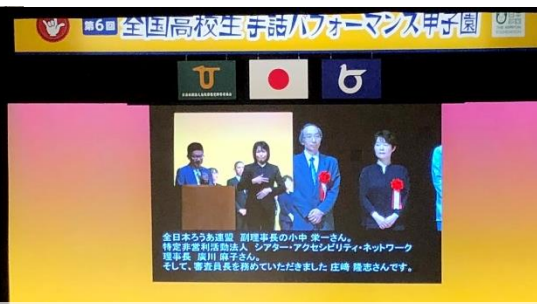 第6回 全国高校生 手話パフォーマンス甲子園
全日本ろうあ連盟 副理事長の小中 栄一さん。
特定非営利活動法人 シアター・アクセシビリティ・ネットワーク
理事長 廣川 麻子さん。
そして、審査員長を務めていただきました 庄﨑 隆志さんです。